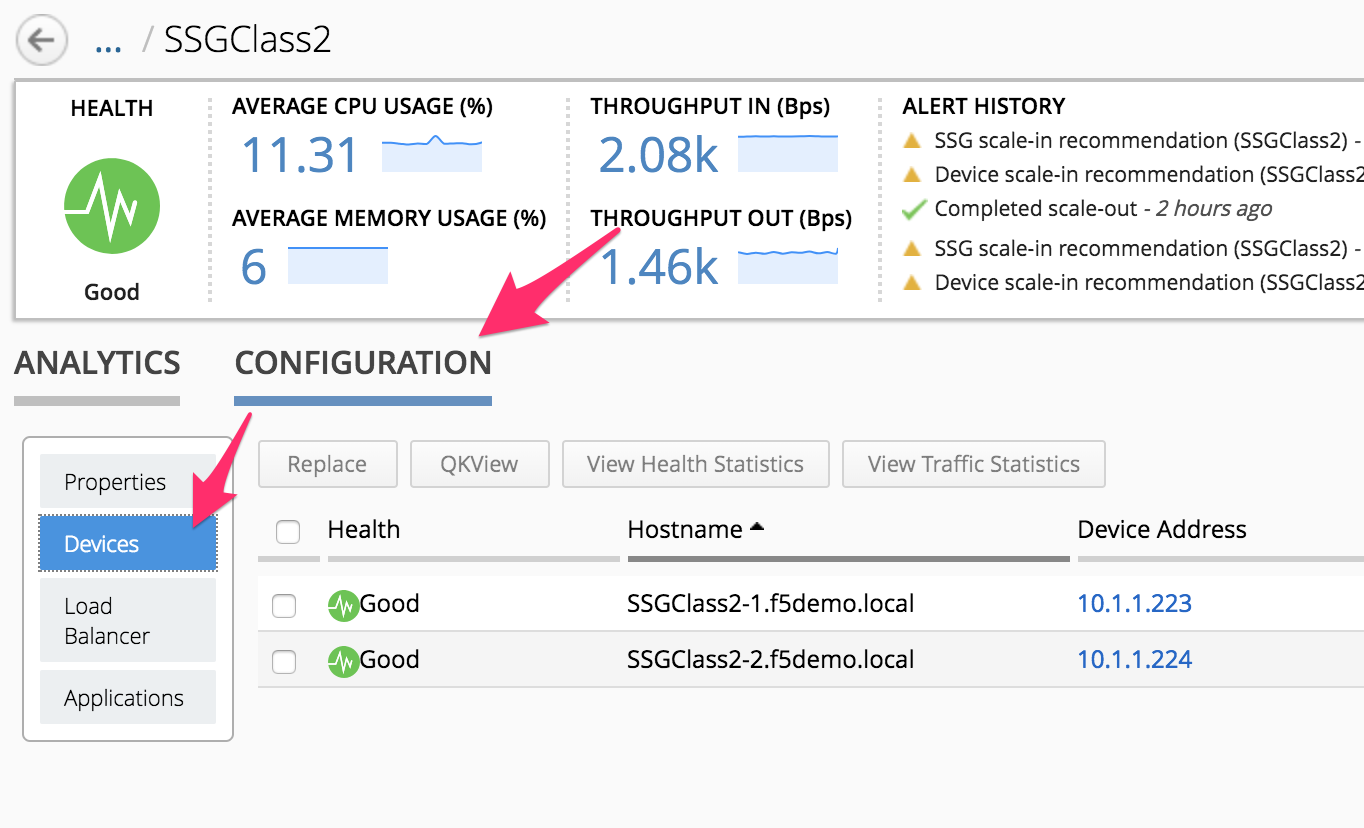 ... / SSGClass2
HEALTH
Good
AVERAGE CPU USAGE (%)
11.31
AVERAGE MEMORY USAGE (%)
6
THROUGHPUT IN (Bps)
2.08k
THROUGHPUT OUT (Bps)
1.46k
ALERT HISTORY
SSG scale-in recommendation (SSGClass2) -
Device scale-in recommendation (SSGClass2
Completed scale-out - 2 hours ago
SSG scale-in recommendation (SSGClass2) -
Device scale-in recommendation (SSGClass2
ANALYTICS
CONFIGURATION
Properties
Devices
Load
Balancer
Applications
Replace
QKView
View Health Statistics
View Traffic Statistics
Health
Hostname
Device Address
Good
SSGClass2-1.f5demo.local
10.1.1.223
Good
SSGClass2-2.f5demo.local
10.1.1.224